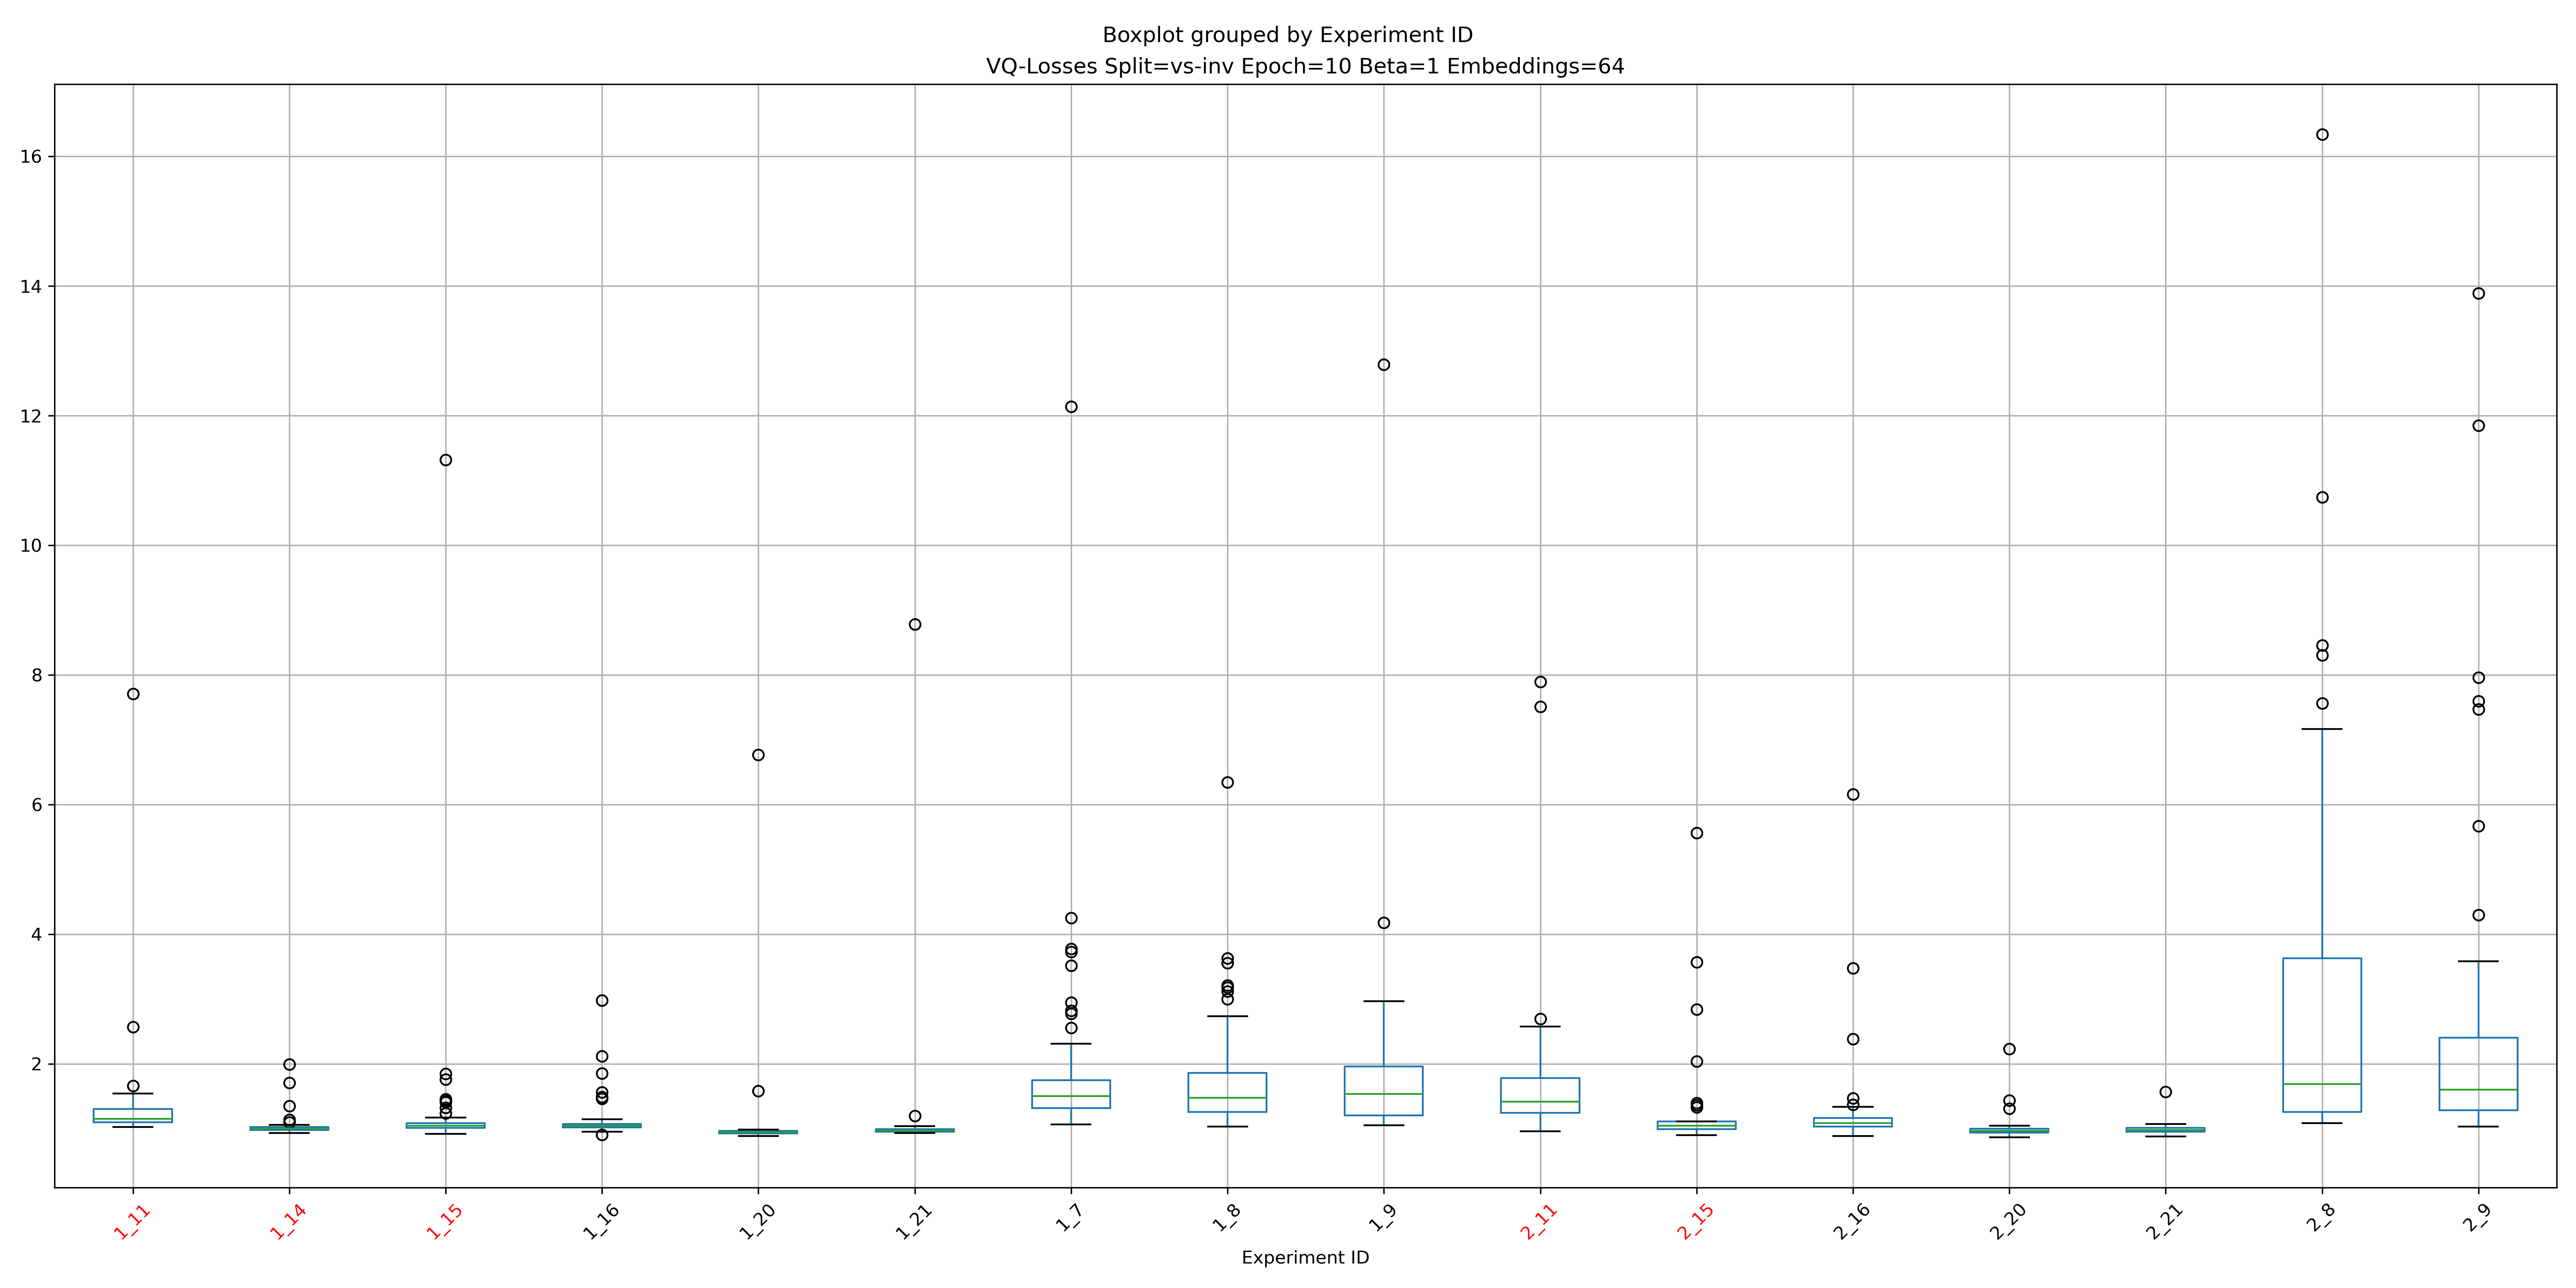 Boxplot grouped by Experiment ID
VQ-Losses Split=vs-inv Epoch=10 Beta=1 Embeddings=64
16
14
12
10
8
6
4
2
1_11 1_14 1_15 1_16 1_20 1_21 1_7 1_8 1_9 2_11 2_15 2_16 2_20 2_21 2_8 2_9
Experiment ID